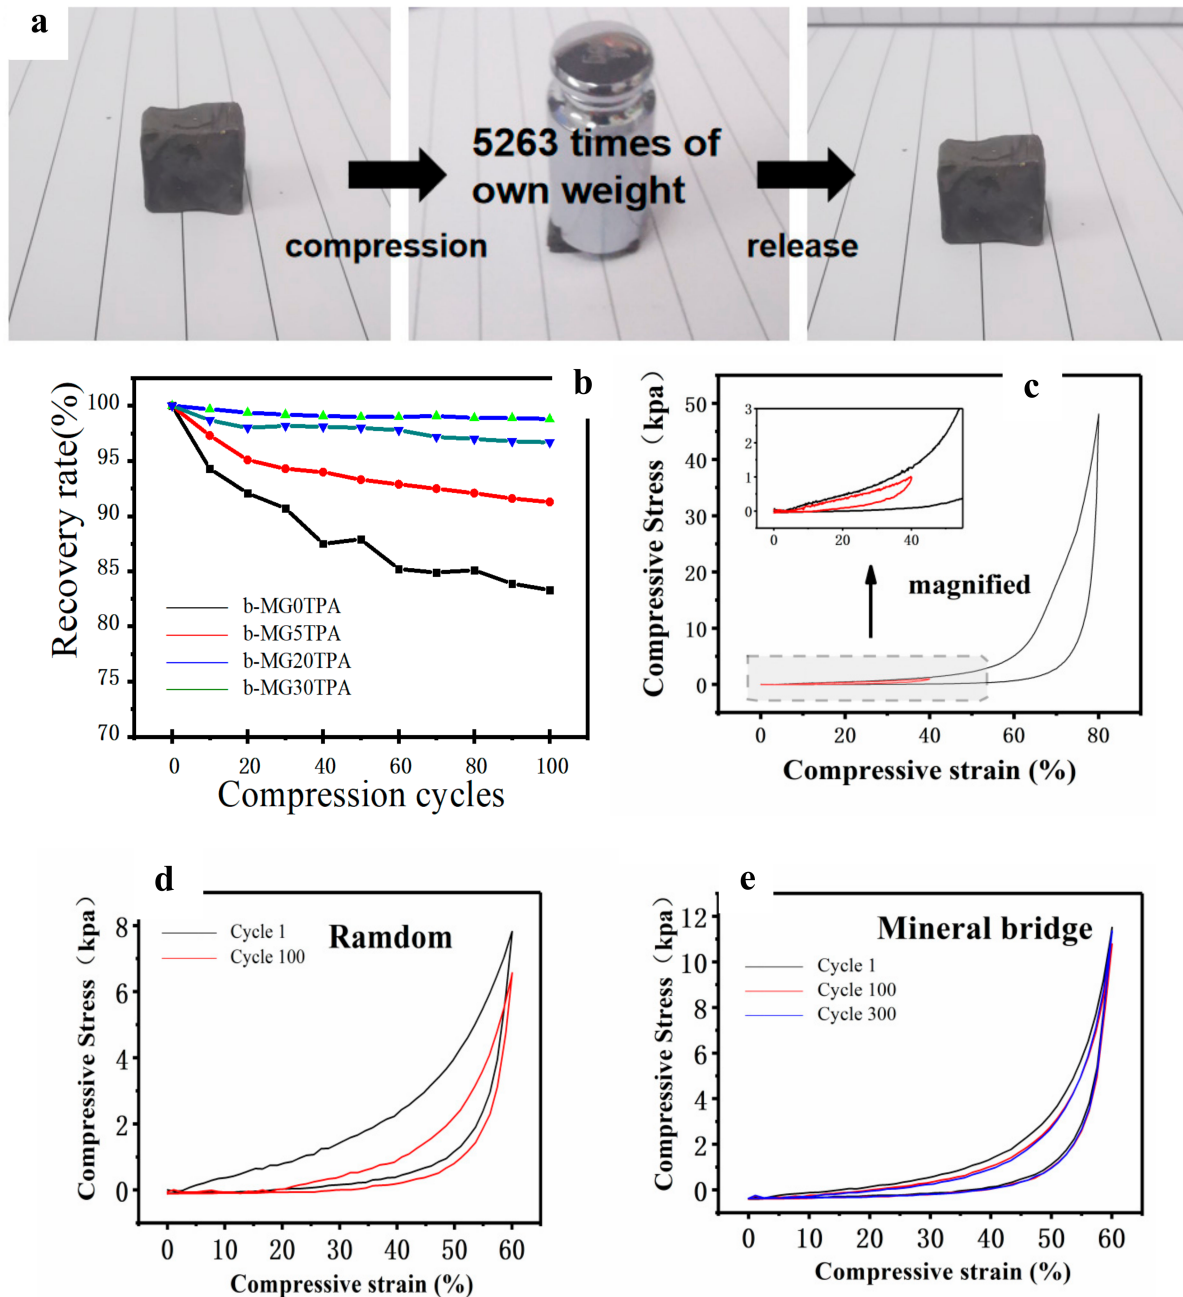 a
5263 times of
own weight
compression
release
b
Recovery rate(%)
100
95
90
85
80
75
70
b-MG0TPA
b-MG5TPA
b-MG20TPA
b-MG30TPA
0
20
40
60
80
100
Compression cycles
c
Compressive Stress (kpa)
50
40
30
20
10
0
3
2
1
0
0
20
40
magnified
0
20
40
60
80
Compressive strain (%)
d
Compressive Stress (kpa)
8
6
4
2
0
Cycle 1
Cycle 100
Ramdom
0
10
20
30
40
50
60
Compressive strain (%)
e
Compressive Stress (kpa)
12
10
8
6
4
2
0
Mineral bridge
Cycle 1
Cycle 100
Cycle 300
0
10
20
30
40
50
60
Compressive strain (%)